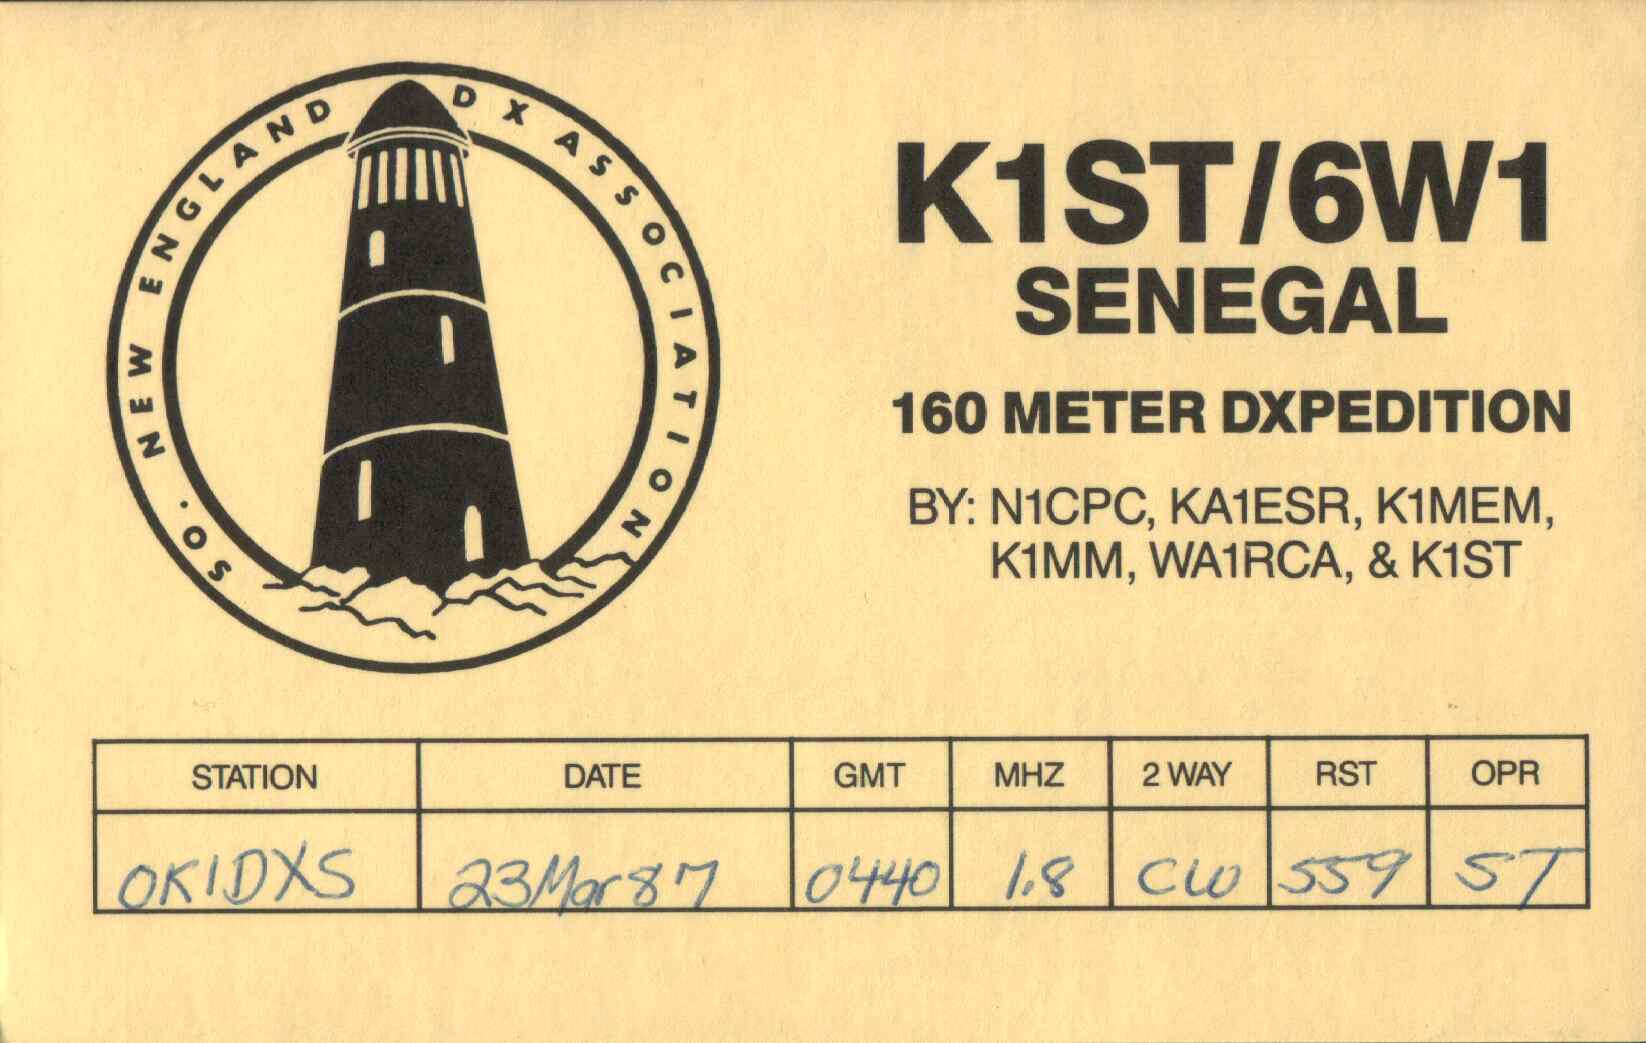 SO. NEW ENGLAND DX ASSOCIATION
K1ST/6W1
SENEGAL
160 METER DXPEDITION
BY: N1CPC, KA1ESR, K1MEM,
K1MM, WA1RCA, & K1ST
STATION DATE GMT MHZ 2 WAY RST OPR
OK1DXS 23Mar87 0440 1.8 CW 559 ST